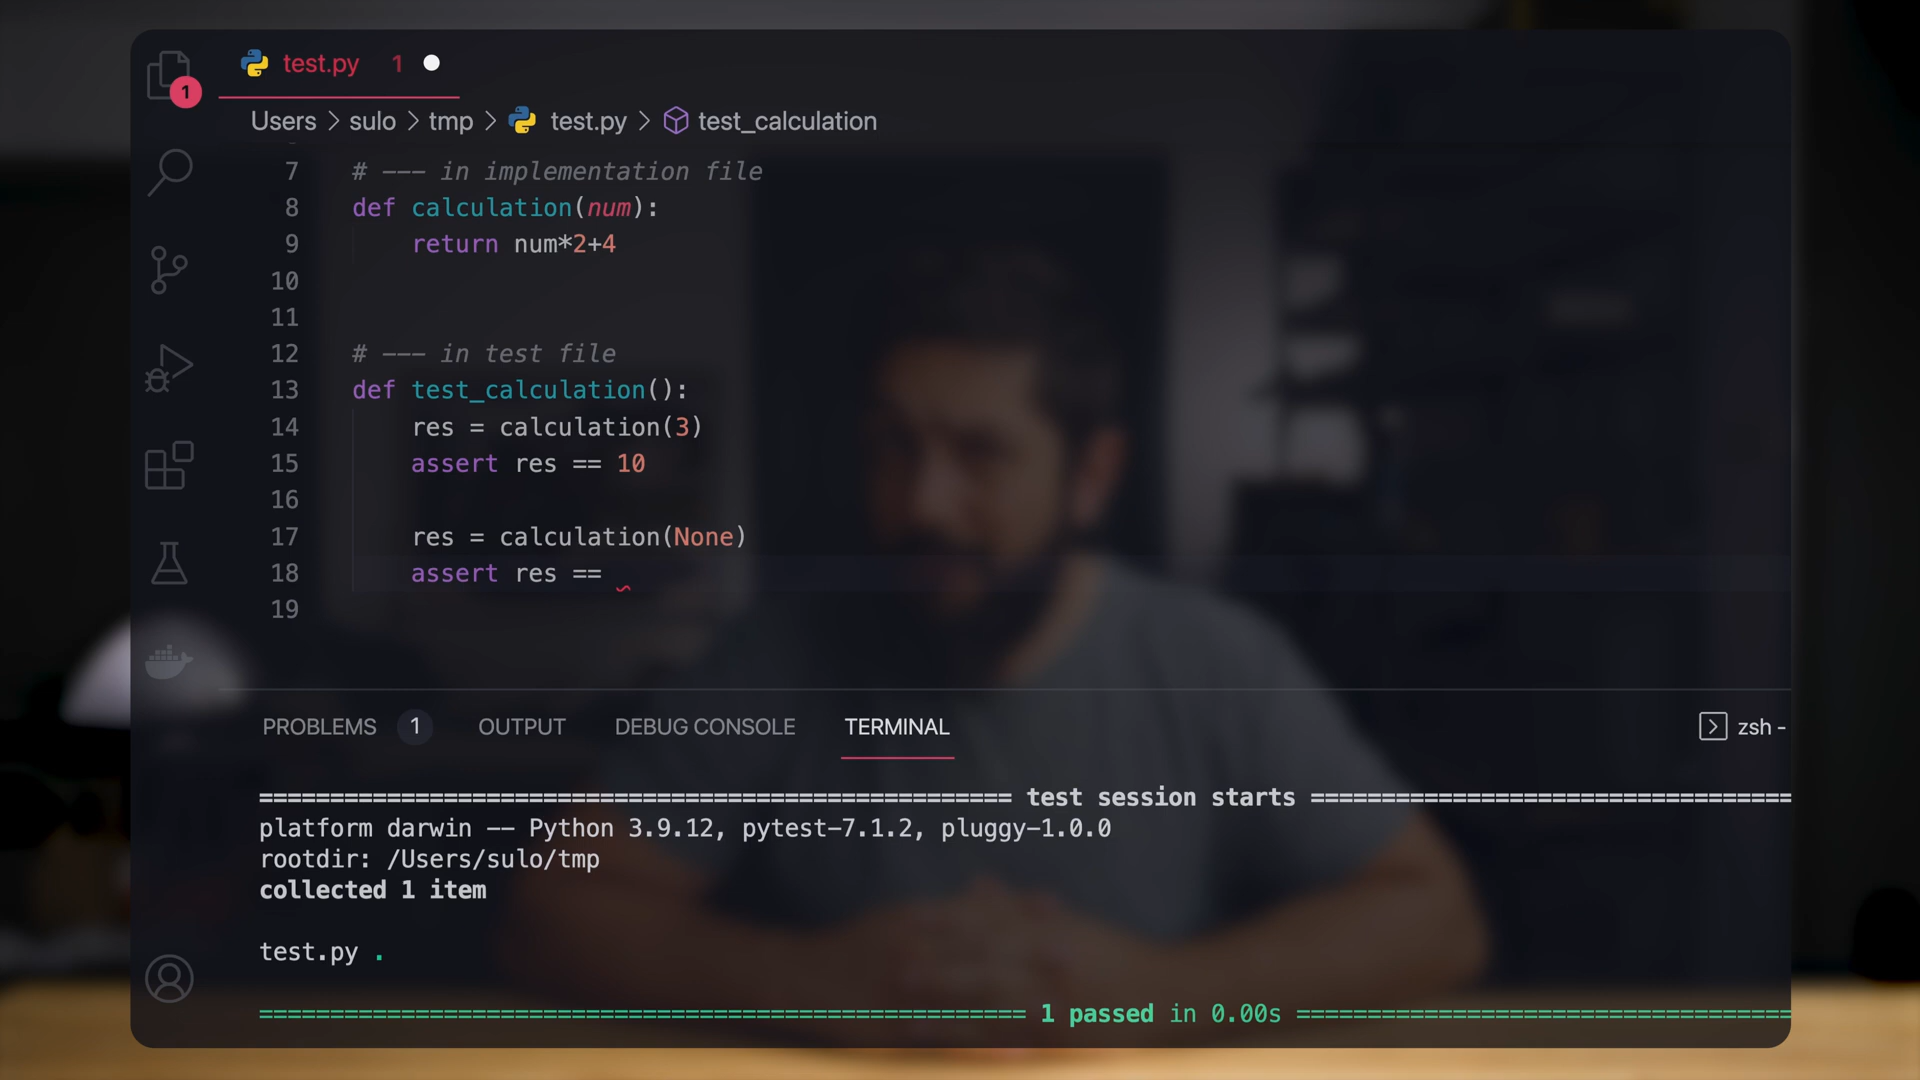 test.py 1
1
Users > sulo > tmp > test.py > test_calculation
7 # --- in implementation file
8 def calculation(num):
9 return num*2+4
10
11
12 # --- in test file
13 def test_calculation():
14 res = calculation(3)
15 assert res == 10
16
17 res = calculation(None)
18 assert res ==
19
PROBLEMS 1 OUTPUT DEBUG CONSOLE TERMINAL zsh -
===================================================== test session starts ==================================
platform darwin -- Python 3.9.12, pytest-7.1.2, pluggy-1.0.0
rootdir: /Users/sulo/tmp
collected 1 item
test.py .
====================================================== 1 passed in 0.00s ===================================